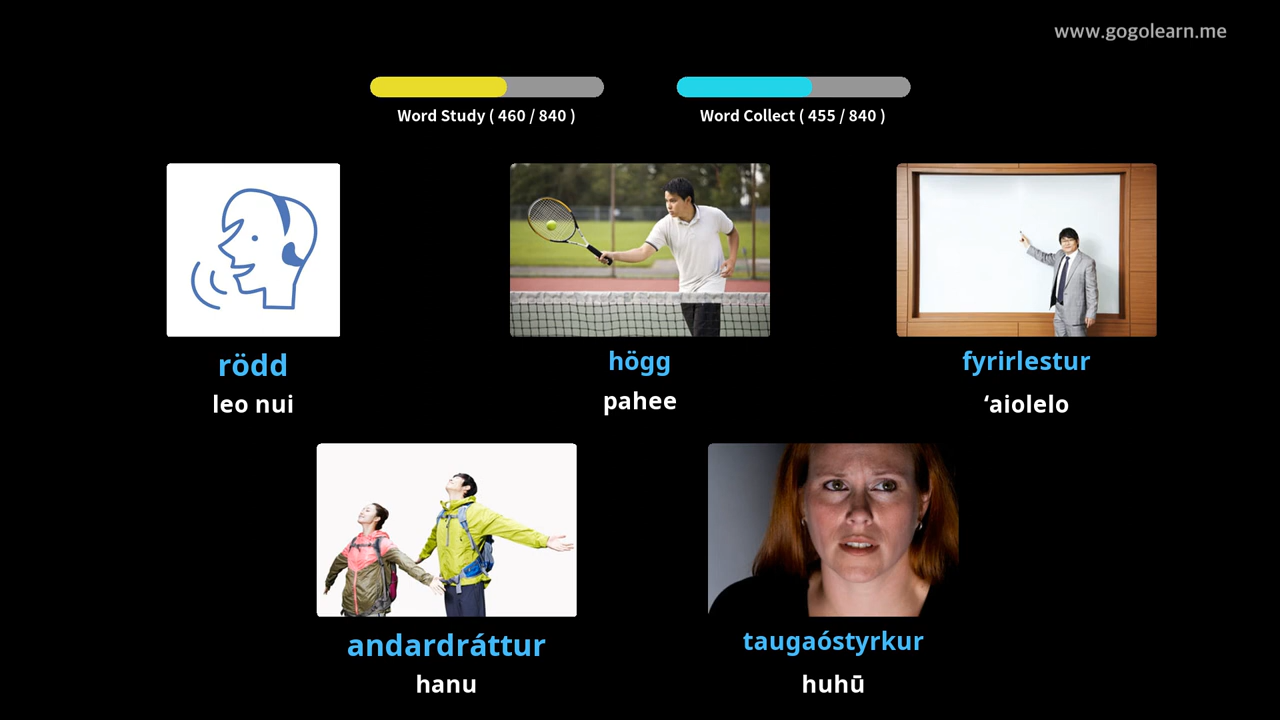 www.gogolearn.me
Word Study ( 460 / 840 )
Word Collect ( 455 / 840 )
rödd
leo nui
högg
pahee
fyrirlestur
ʻaiolelo
andardráttur
hanu
taugaóstyrkur
huhū